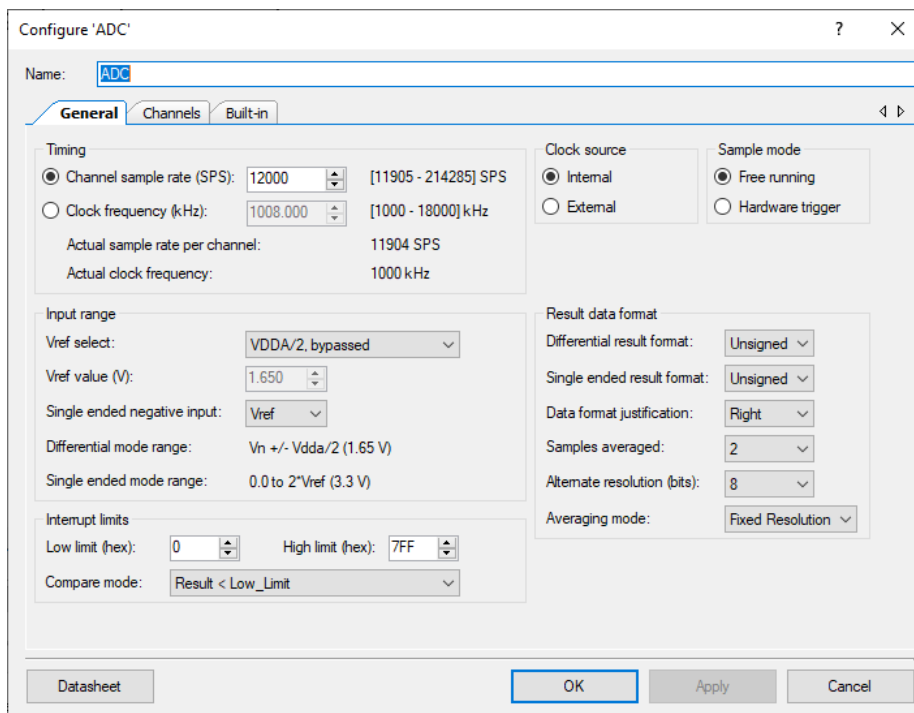 Configure 'ADC'
?
Name: ADC
General Channels Built-in
Timing
Channel sample rate (SPS): 12000 [11905 - 214285] SPS
Clock frequency (kHz): 1008.000 [1000 - 18000] kHz
Actual sample rate per channel: 11904 SPS
Actual clock frequency: 1000 kHz
Clock source
Internal
External
Sample mode
Free running
Hardware trigger
Input range
Vref select: VDDA/2, bypassed
Vref value (V): 1.650
Single ended negative input: Vref
Differential mode range: Vn +/- Vdda/2 (1.65 V)
Single ended mode range: 0.0 to 2*Vref (3.3 V)
Result data format
Differential result format: Unsigned
Single ended result format: Unsigned
Data format justification: Right
Samples averaged: 2
Alternate resolution (bits): 8
Averaging mode: Fixed Resolution
Interrupt limits
Low limit (hex): 0 High limit (hex): 7FF
Compare mode: Result < Low_Limit
Datasheet OK Apply Cancel